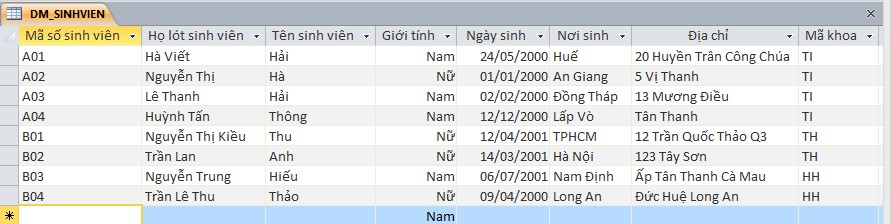 DM_SINHVIEN
Mã số sinh viên Họ lót sinh viên Tên sinh viên Giới tính Ngày sinh Nơi sinh Địa chỉ Mã khoa
A01 Hà Viết Hải Nam 24/05/2000 Huế 20 Huyền Trân Công Chúa TI
A02 Nguyễn Thị Hà Nữ 01/01/2000 An Giang 5 Vị Thanh TI
A03 Lê Thanh Hải Nam 02/02/2000 Đồng Tháp 13 Mương Điều TI
A04 Huỳnh Tấn Thông Nam 12/12/2000 Lấp Vò Tân Thanh TI
B01 Nguyễn Thị Kiều Thu Nữ 12/04/2001 TPHCM 12 Trần Quốc Thảo Q3 TH
B02 Trần Lan Anh Nữ 14/03/2001 Hà Nội 123 Tây Sơn TH
B03 Nguyễn Trung Hiếu Nam 06/07/2001 Nam Định Ấp Tân Thanh Cà Mau HH
B04 Trần Lê Thu Thảo Nữ 09/04/2000 Long An Đức Huệ Long An HH
Nam